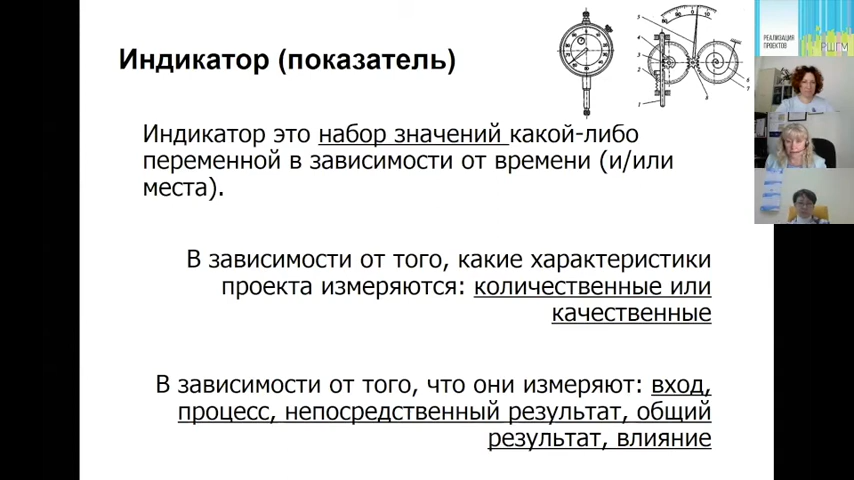 Индикатор (показатель)
Индикатор это набор значений какой-либо
переменной в зависимости от времени (и/или
места).
В зависимости от того, какие характеристики
проекта измеряются: количественные или
качественные
В зависимости от того, что они измеряют: вход,
процесс, непосредственный результат, общий
результат, влияние
РЕАЛИЗАЦИЯ
ПРОЕКТОВ